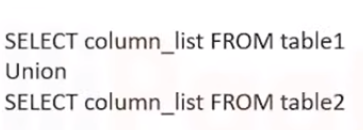 SELECT column_list FROM table1
Union
SELECT column_list FROM table2